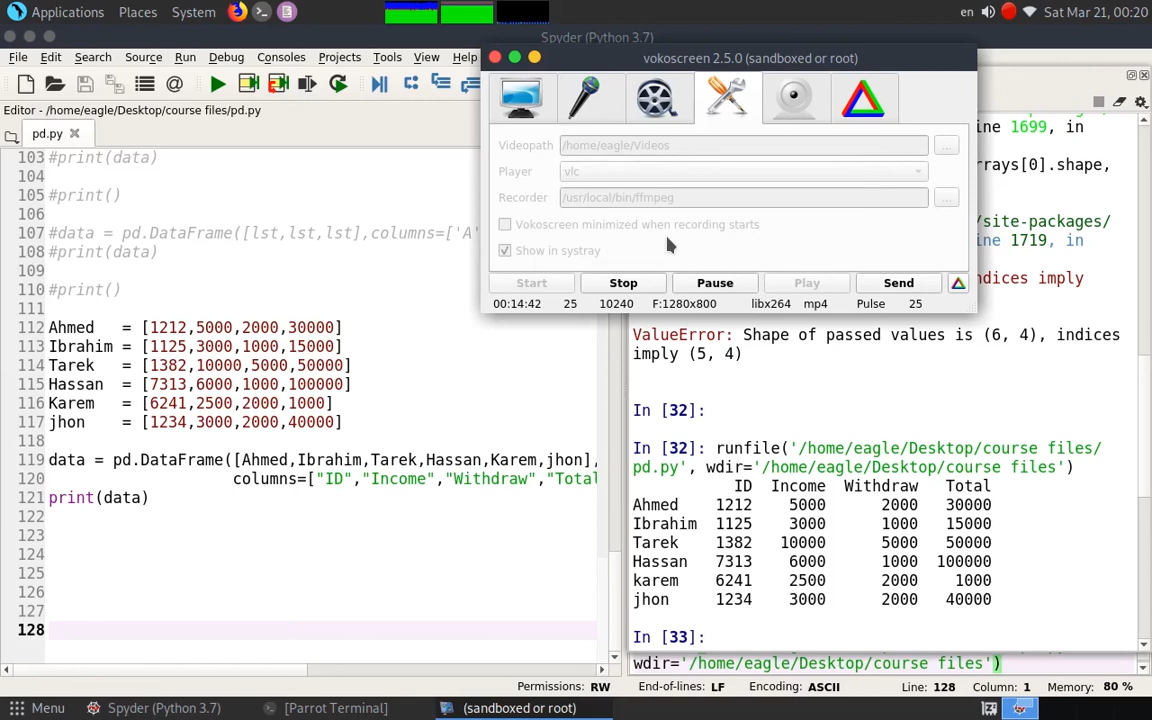 Applications Places System en Sat Mar 21, 00:20
Spyder (Python 3.7)
File Edit Search Source Run Debug Consoles Projects Tools View Help
vokoscreen 2.5.0 (sandboxed or root)
Editor - /home/eagle/Desktop/course files/pd.py
pd.py
Videopath /home/eagle/Videos ...
Player vlc
Recorder /usr/local/bin/ffmpeg ...
Vokoscreen minimized when recording starts
Show in systray
Start Stop Pause Play Send
00:14:42 25 10240 F:1280x800 libx264 mp4 Pulse 25
103 #print(data)
104
105 #print()
106
107 #data = pd.DataFrame([lst,lst,lst],columns=['A'
108 #print(data)
109
110 #print()
111
112 Ahmed   = [1212,5000,2000,30000]
113 Ibrahim = [1125,3000,1000,15000]
114 Tarek   = [1382,10000,5000,50000]
115 Hassan  = [7313,6000,1000,100000]
116 Karem   = [6241,2500,2000,1000]
117 jhon    = [1234,3000,2000,40000]
118
119 data = pd.DataFrame([Ahmed,Ibrahim,Tarek,Hassan,Karem,jhon],
120 columns=["ID","Income","Withdraw","Total
121 print(data)
122
123
124
125
126
127
128
ine 1699, in
rrays[0].shape,
/site-packages/
ine 1719, in
ndices imply
ValueError: Shape of passed values is (6, 4), indices
imply (5, 4)
In [32]:
In [32]: runfile('/home/eagle/Desktop/course files/
pd.py', wdir='/home/eagle/Desktop/course files')
ID Income Withdraw Total
Ahmed 1212 5000 2000 30000
Ibrahim 1125 3000 1000 15000
Tarek 1382 10000 5000 50000
Hassan 7313 6000 1000 100000
karem 6241 2500 2000 1000
jhon 1234 3000 2000 40000
In [33]:
wdir='/home/eagle/Desktop/course files')
Permissions: RW End-of-lines: LF Encoding: ASCII Line: 128 Column: 1 Memory: 80 %
Menu Spyder (Python 3.7) [Parrot Terminal] (sandboxed or root)